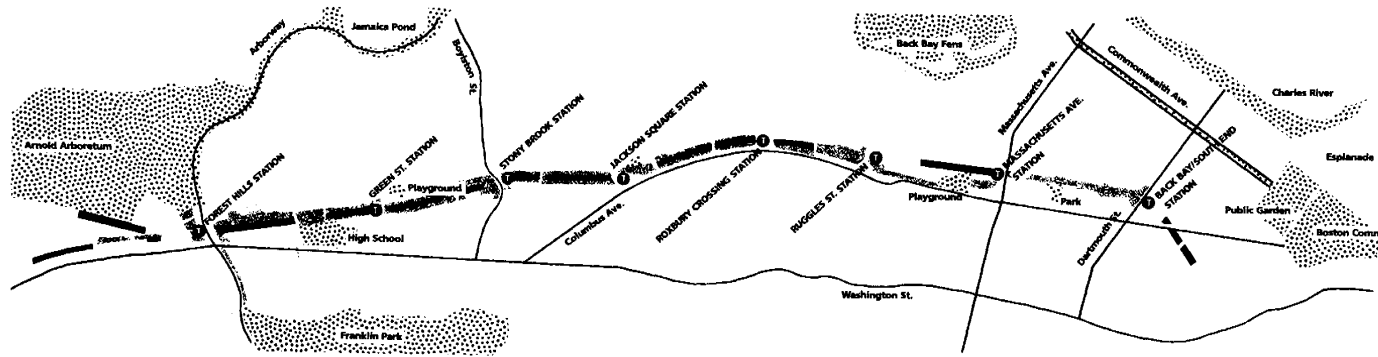 Jamaica Pond
Arborway
Boylston St.
Back Bay Fens
Massachusetts Ave.
Commonwealth Ave.
Charles River
Esplanade
Arnold Arboretum
FOREST HILLS STATION
GREEN ST. STATION
Playground
STONY BROOK STATION
JACKSON SQUARE STATION
ROXBURY CROSSING STATION
RUGGLES ST. STATION
Playground
MASSACHUSETTS AVE.
STATION
Park
BACK BAY/SOUTH END
STATION
Public Garden
Boston Comm
High School
Columbus Ave.
Dartmouth St.
Washington St.
Franklin Park
T
T
T
T
T
T
T
T